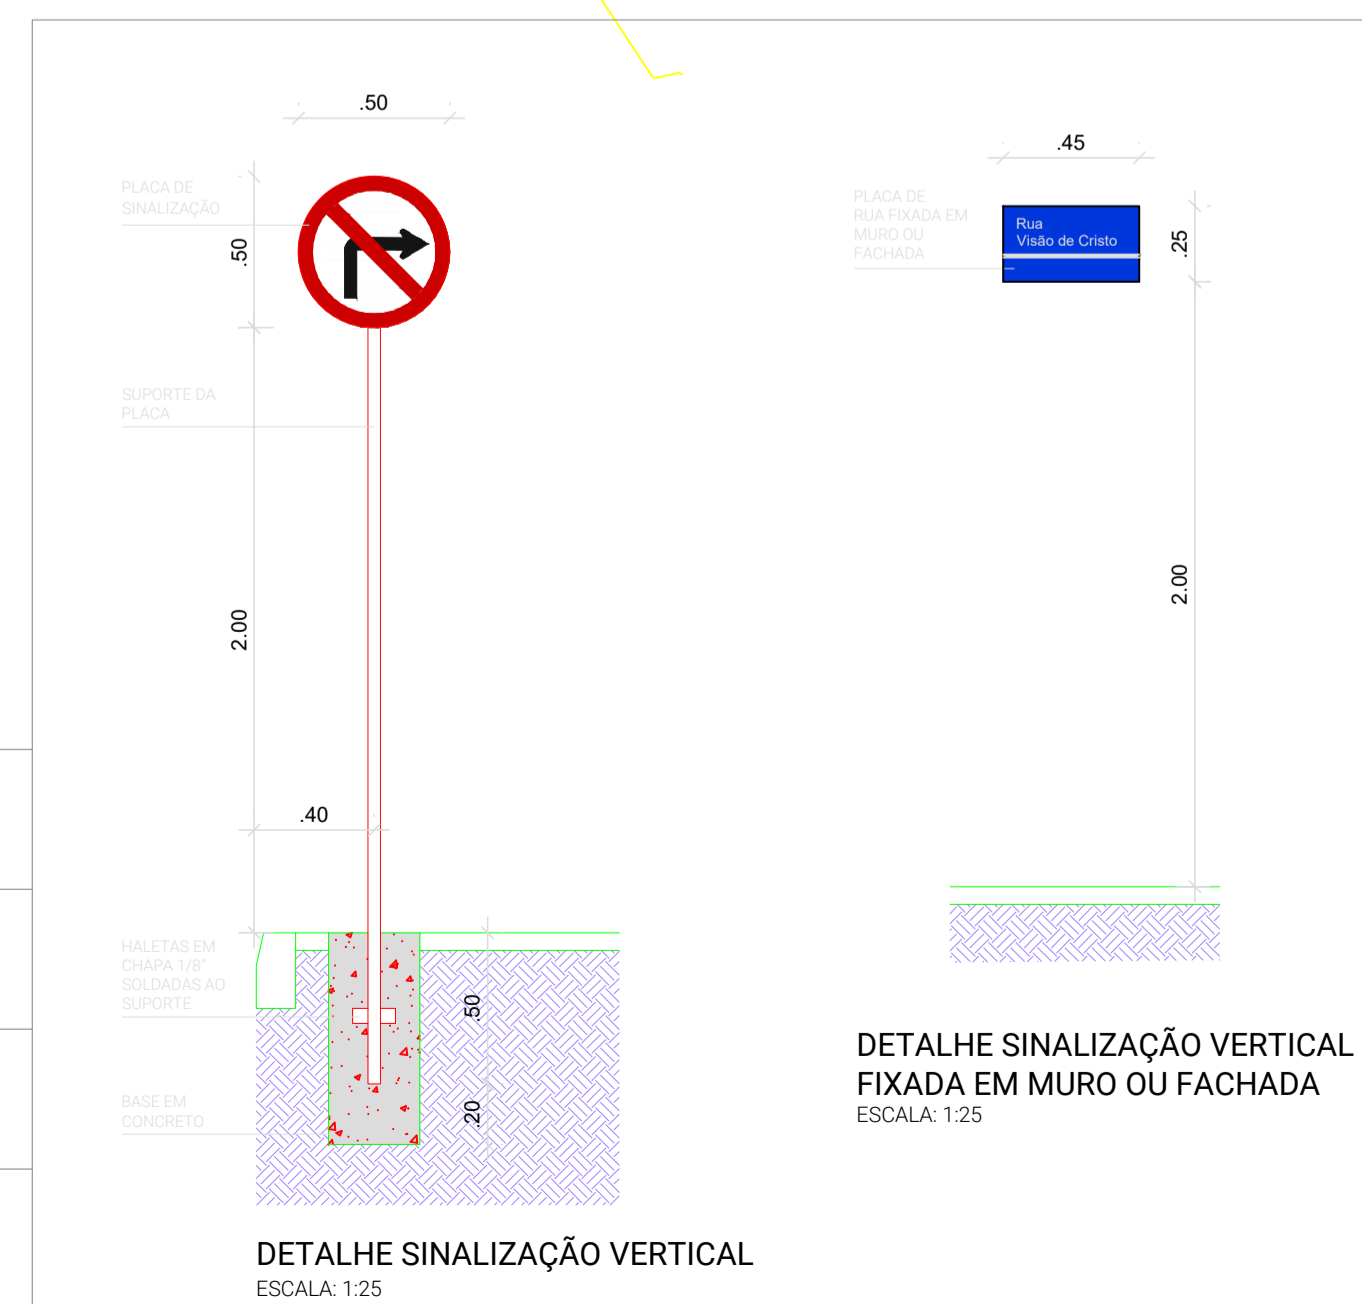 .50
PLACA DE
SINALIZAÇÃO
.50
SUPORTE DA
PLACA
2.00
.40
HALETAS EM
CHAPA 1/8"
SOLDADAS AO
SUPORTE
.50
BASE EM
CONCRETO
.20
DETALHE SINALIZAÇÃO VERTICAL
ESCALA: 1:25
.45
PLACA DE
RUA FIXADA EM
MURO OU
FACHADA
Rua
Visão de Cristo
.25
2.00
DETALHE SINALIZAÇÃO VERTICAL
FIXADA EM MURO OU FACHADA
ESCALA: 1:25